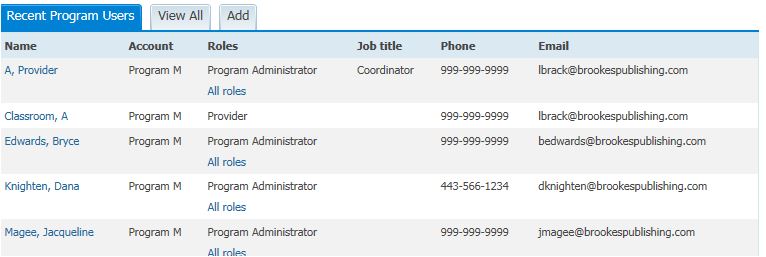 Recent Program Users View All Add
Name Account Roles Job title Phone Email
A, Provider Program M Program Administrator Coordinator 999-999-9999 lbrack@brookespublishing.com
All roles
Classroom, A Program M Provider 999-999-9999 lbrack@brookespublishing.com
Edwards, Bryce Program M Program Administrator 999-999-9999 bedwards@brookespublishing.com
All roles
Knighten, Dana Program M Program Administrator 443-566-1234 dknighten@brookespublishing.com
All roles
Magee, Jacqueline Program M Program Administrator 999-999-9999 jmagee@brookespublishing.com
All roles